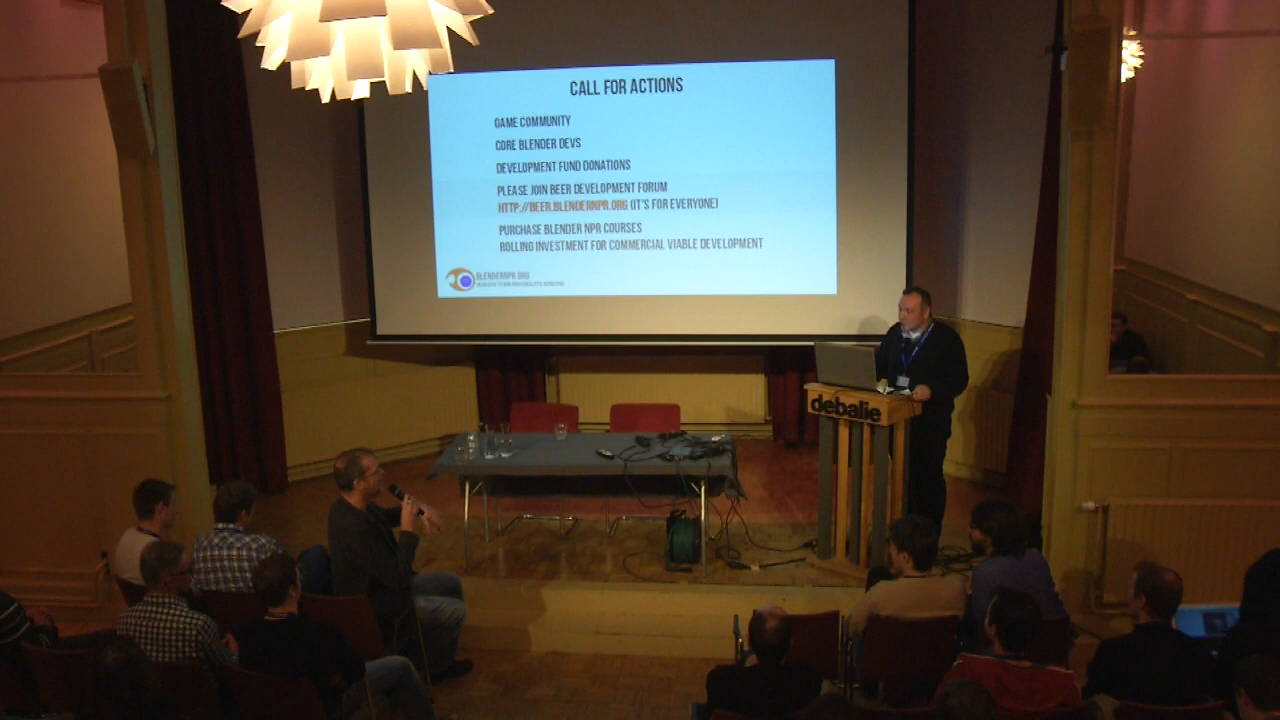 CALL FOR ACTIONS
GAME COMMUNITY
CORE BLENDER DEVS
DEVELOPMENT FUND DONATIONS
PLEASE JOIN BEER DEVELOPMENT FORUM
HTTP://BEER.BLENDERNPR.ORG (IT'S FOR EVERYONE)
PURCHASE BLENDER NPR COURSES
ROLLING INVESTMENT FOR COMMERCIAL VIABLE DEVELOPMENT
BLENDERNPR.ORG
debalie